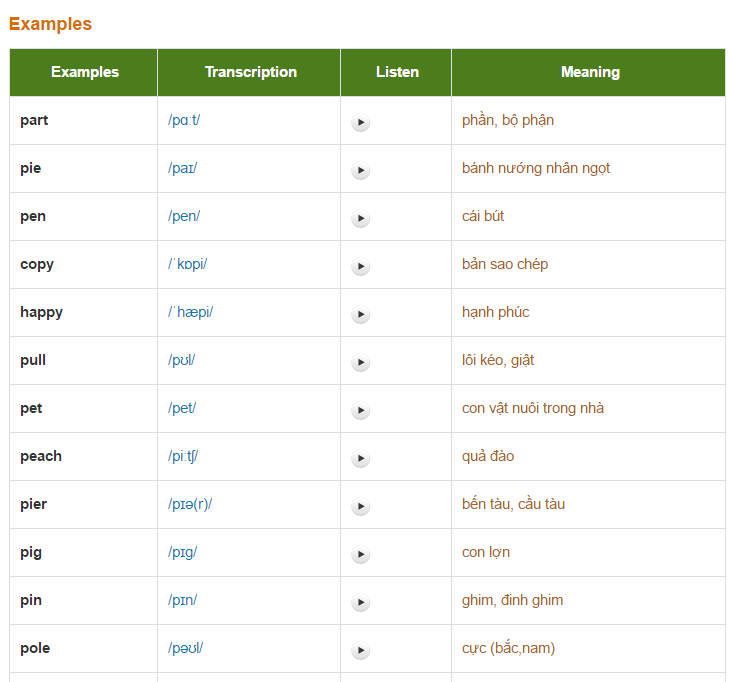 Examples
Examples Transcription Listen Meaning
part /pɑːt/ phần, bộ phận
pie /paɪ/ bánh nướng nhân ngọt
pen /pen/ cái bút
copy /ˈkɒpi/ bản sao chép
happy /ˈhæpi/ hạnh phúc
pull /pʊl/ lôi kéo, giật
pet /pet/ con vật nuôi trong nhà
peach /piːtʃ/ quả đào
pier /pɪə(r)/ bến tàu, cầu tàu
pig /pɪg/ con lợn
pin /pɪn/ ghim, đinh ghim
pole /pəʊl/ cực (bắc,nam)